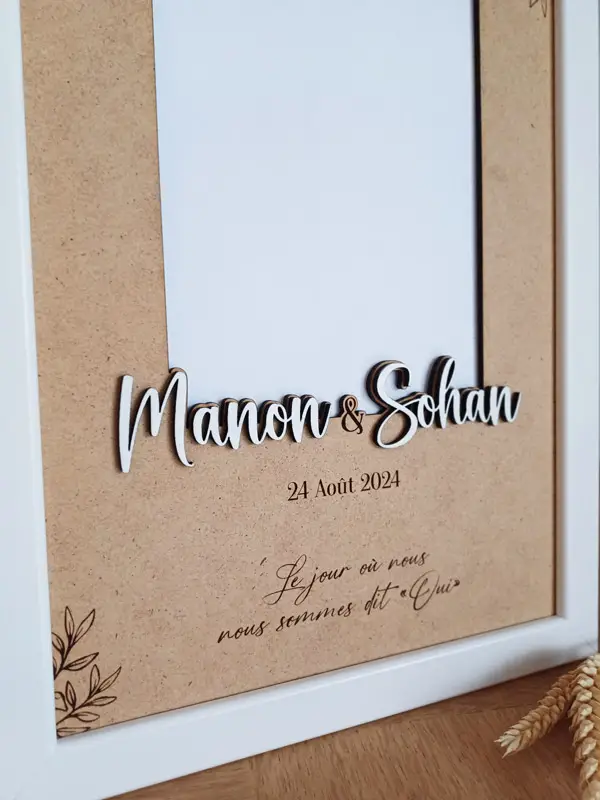 Manon & Sohan
24 Août 2024
Le jour où nous
nous sommes dit «Oui»